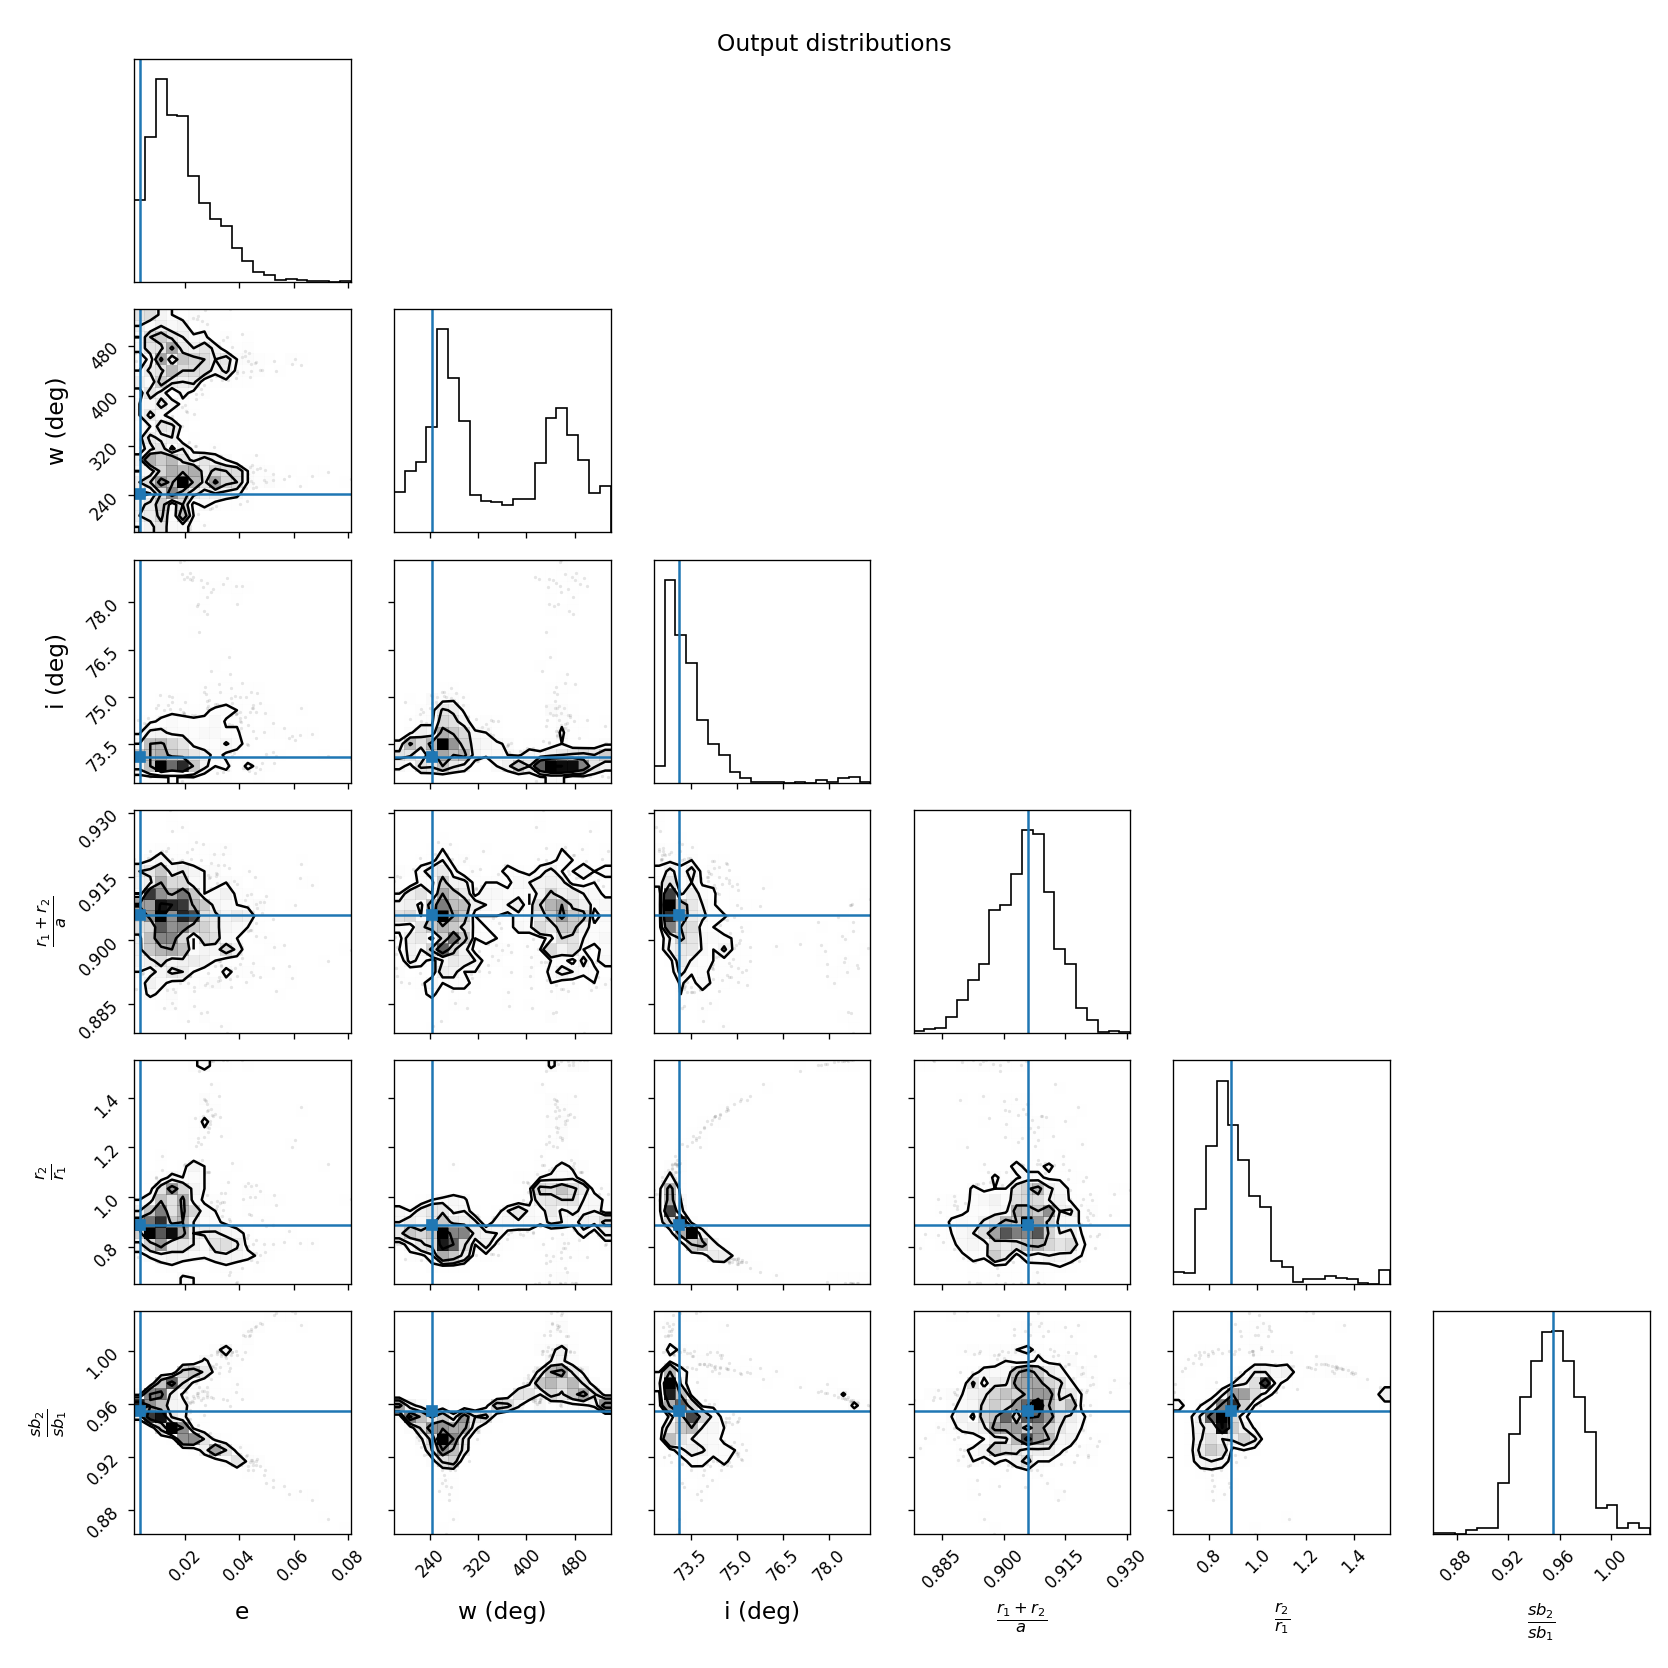 Output distributions
w (deg)
480
400
320
240
i (deg)
78.0
76.5
75.0
73.5
r₁ + r₂
a
0.930
0.915
0.900
0.885
r₂
r₁
1.4
1.2
1.0
0.8
sb₂
sb₁
1.00
0.96
0.92
0.88
0.02 0.04 0.06 0.08 240 320 400 480 73.5 75.0 76.5 78.0 0.885 0.900 0.915 0.930 0.8 1.0 1.2 1.4 0.88 0.92 0.96 1.00
e w (deg) i (deg) r₁ + r₂ r₂ sb₂
a r₁ sb₁